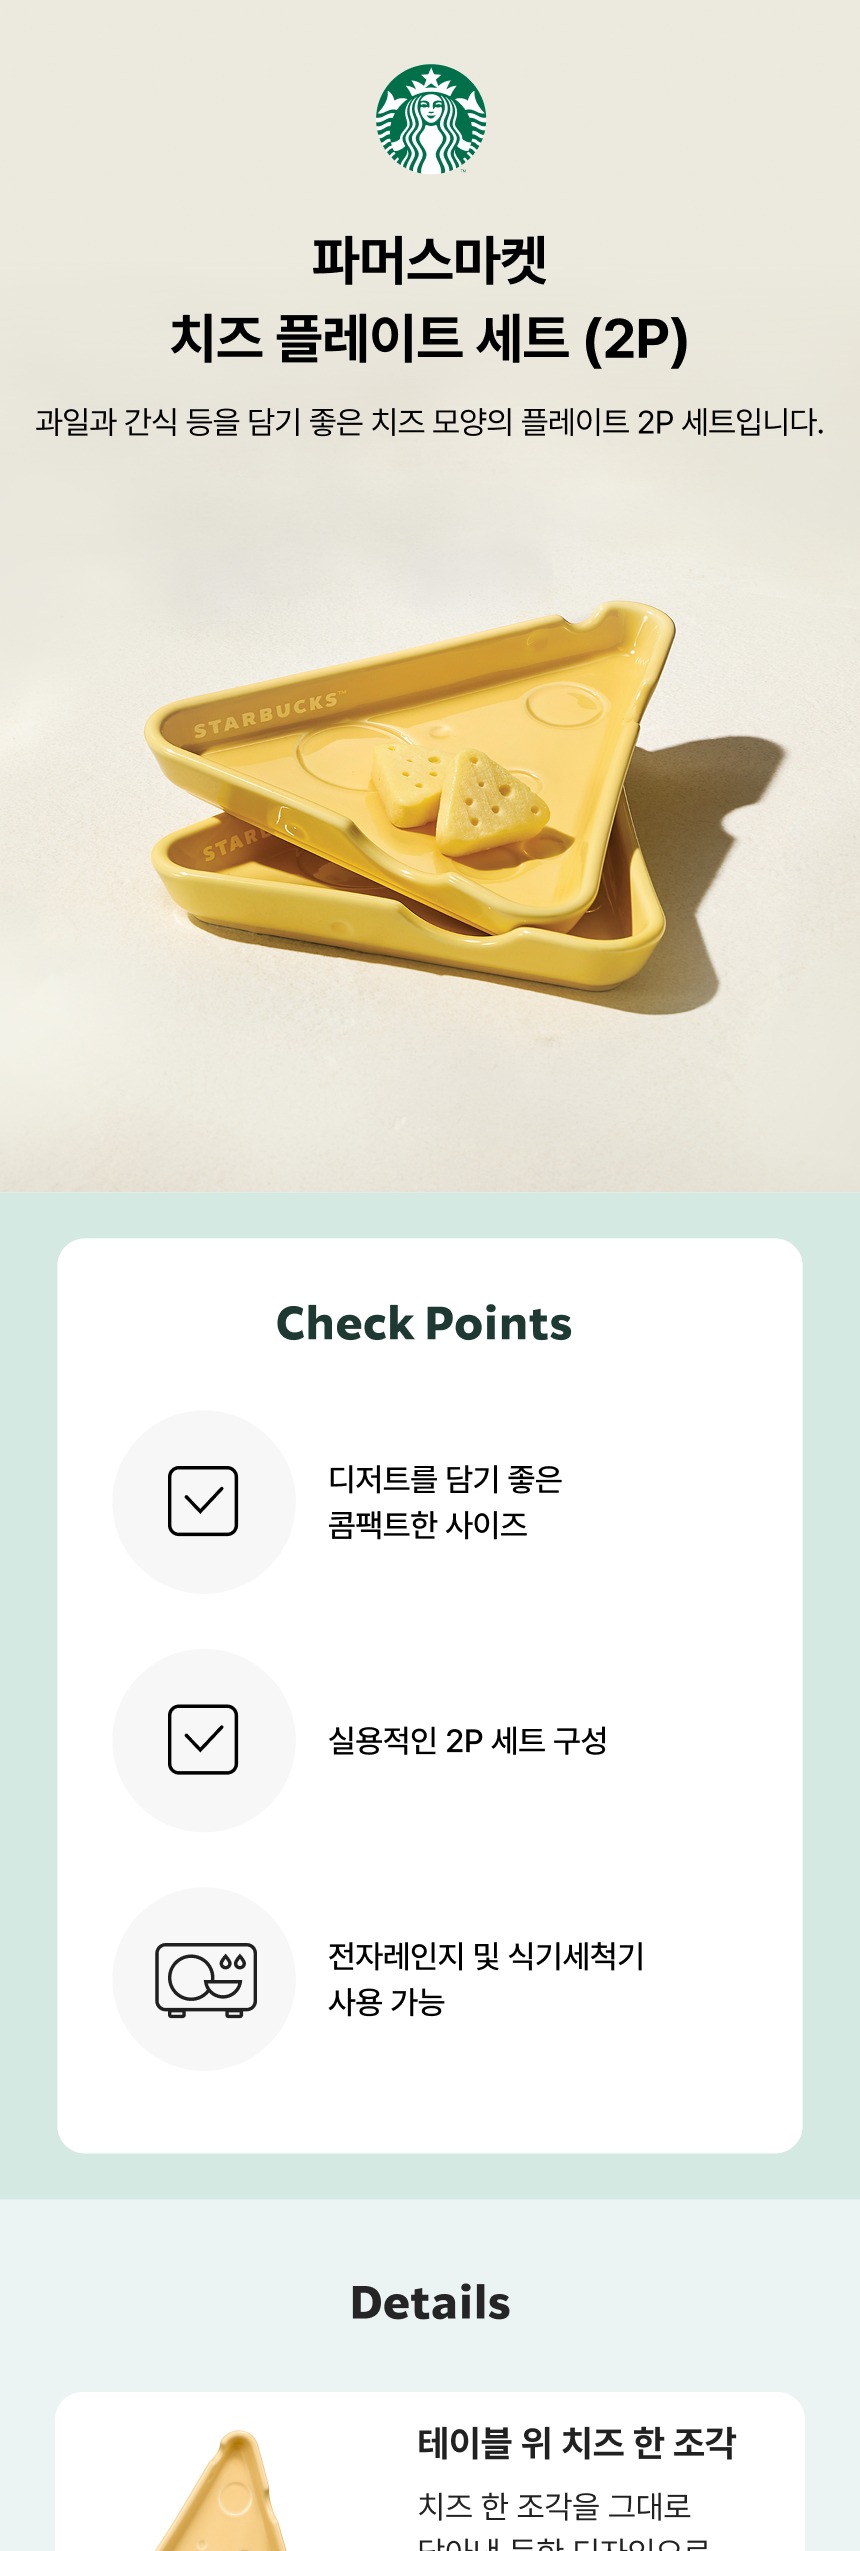 파머스마켓
치즈 플레이트 세트 (2P)
과일과 간식 등을 담기 좋은 치즈 모양의 플레이트 2P 세트입니다.
STARBUCKS™
STARB
Check Points
디저트를 담기 좋은
콤팩트한 사이즈
실용적인 2P 세트 구성
전자레인지 및 식기세척기
사용 가능
Details
테이블 위 치즈 한 조각
치즈 한 조각을 그대로